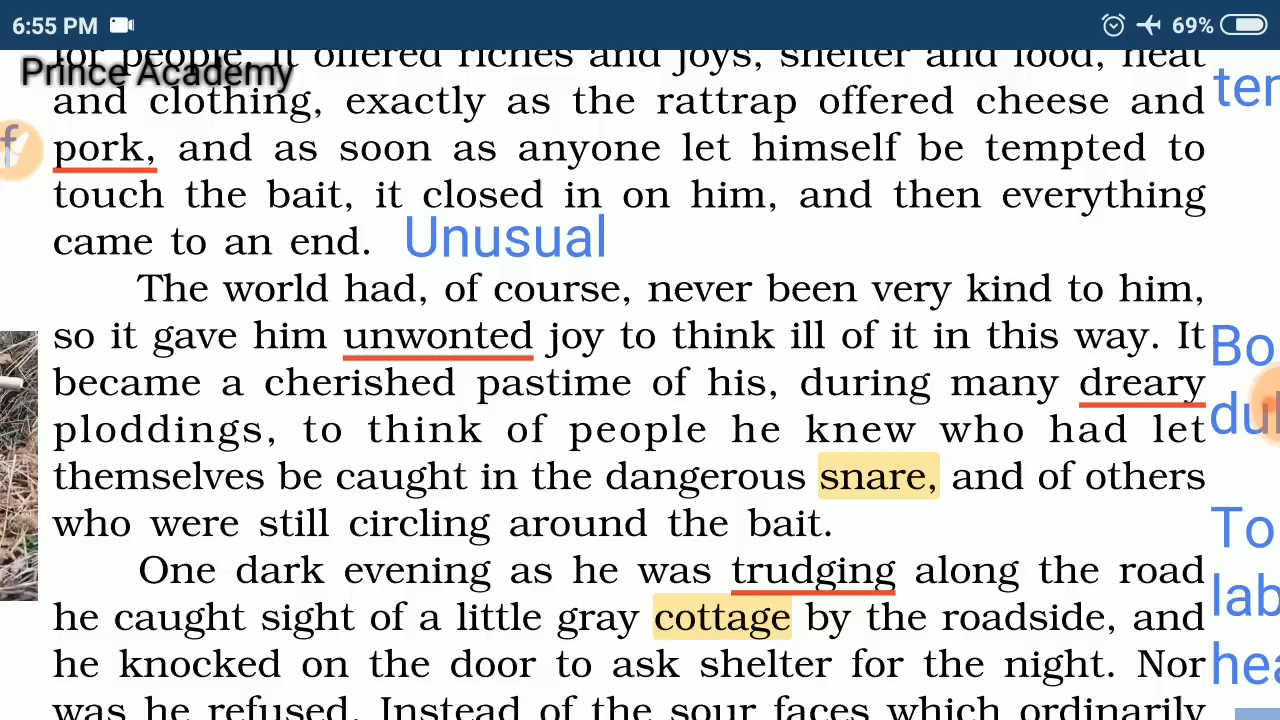 6:55 PM 69%
for people. It offered riches and joys, shelter and food, heat
Prince Academy
and clothing, exactly as the rattrap offered cheese and
pork, and as soon as anyone let himself be tempted to
touch the bait, it closed in on him, and then everything
came to an end. Unusual
The world had, of course, never been very kind to him,
so it gave him unwonted joy to think ill of it in this way. It
became a cherished pastime of his, during many dreary
ploddings, to think of people he knew who had let
themselves be caught in the dangerous snare, and of others
who were still circling around the bait.
To
One dark evening as he was trudging along the road
he caught sight of a little gray cottage by the roadside, and
he knocked on the door to ask shelter for the night. Nor
was he refused. Instead of the sour faces which ordinarily